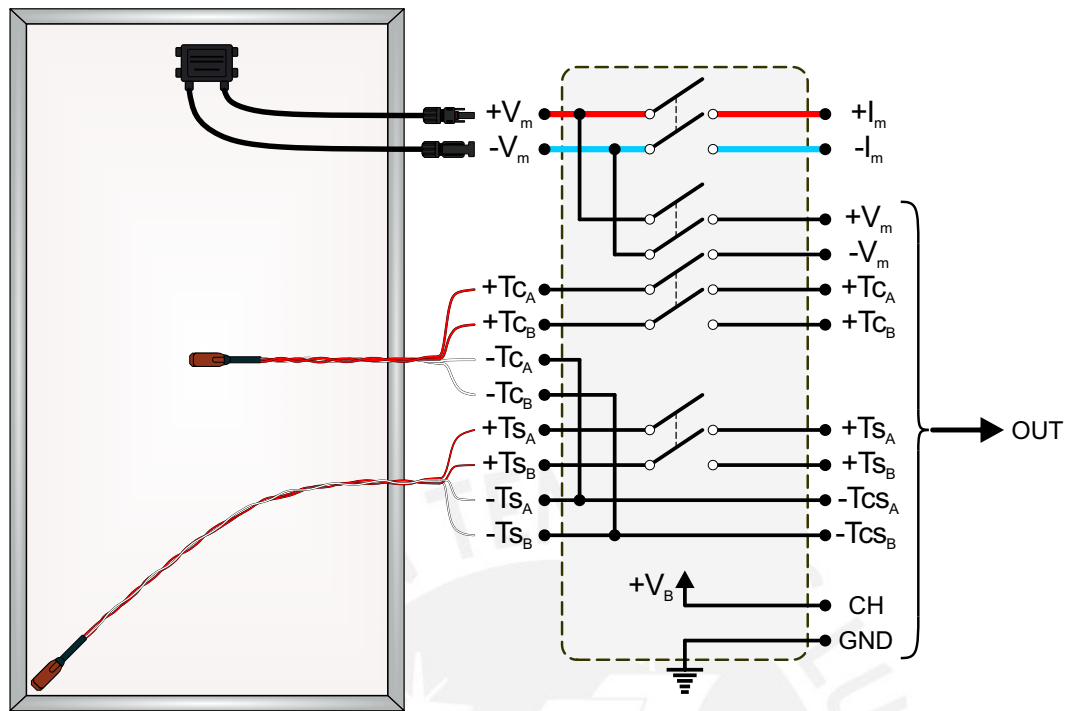 +Vm
-Vm
+TcA
+TcB
-TcA
-TcB
+TsA
+TsB
-TsA
-TsB
+VB
+Im
-Im
+Vm
-Vm
+TcA
+TcB
+TsA
+TsB
-TcsA
-TcsB
CH
GND
OUT